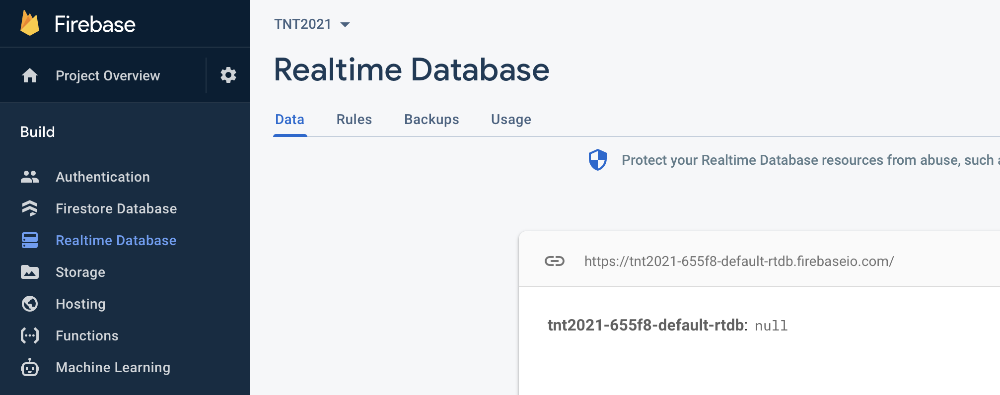 Firebase
Project Overview
Build
Authentication
Firestore Database
Realtime Database
Storage
Hosting
Functions
Machine Learning
TNT2021
Realtime Database
Data Rules Backups Usage
Protect your Realtime Database resources from abuse, such
https://tnt2021-655f8-default-rtdb.firebaseio.com/
tnt2021-655f8-default-rtdb: null